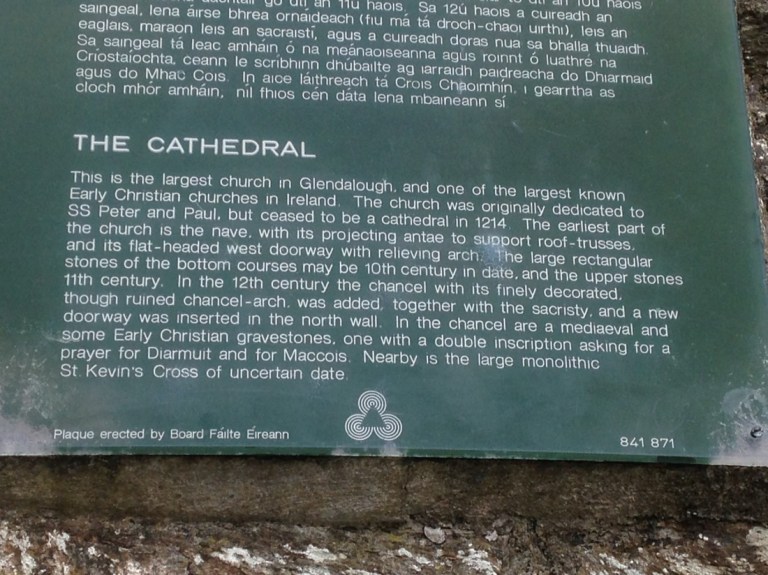 go dtí an 11ú haois. Sa 12ú haois a cuireadh an
saingeal, lena áirse bhrea ornáideach (fiu má tá droch-chaoi uirthi), leis an
eaglais, maraon leis an sacraistí, agus a cuireadh doras nua sa bhalla thuaidh.
Sa saingeal tá leac amháin ó na meánaoiseanna agus roinnt ó luathré na
Críostaíochta, ceann le scríbhinn dhúbailte ag iarraidh paidreacha do Dhiarmaid
agus do Mhac Cois. In aice láithreach tá Crois Chaoimhín, í gearrtha as
cloch mhór amháin, níl fhios cén dáta lena mbaineann sí
THE CATHEDRAL
This is the largest church in Glendalough, and one of the largest known
Early Christian churches in Ireland. The church was originally dedicated to
SS Peter and Paul, but ceased to be a cathedral in 1214. The earliest part of
the church is the nave, with its projecting antae to support roof-trusses,
and its flat-headed west doorway with relieving arch. The large rectangular
stones of the bottom courses may be 10th century in date, and the upper stones
11th century. In the 12th century the chancel with its finely decorated,
though ruined chancel-arch, was added, together with the sacristy, and a new
doorway was inserted in the north wall. In the chancel are a mediaeval and
some Early Christian gravestones, one with a double inscription asking for a
prayer for Diarmuit and for Maccois. Nearby is the large monolithic
St. Kevin's Cross of uncertain date.
Plaque erected by Board Fáilte Éireann
841 871